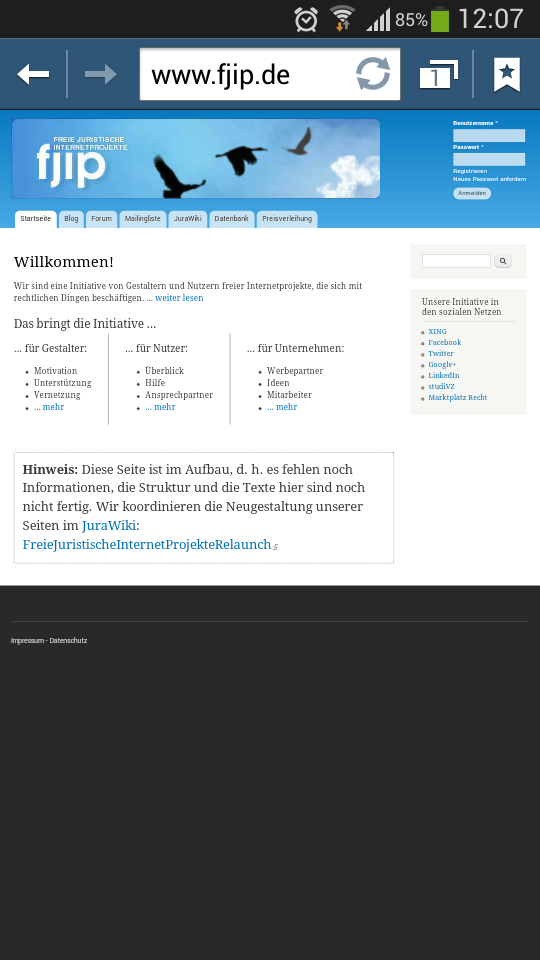 85% 12:07
www.fjip.de
1
FREIE JURISTISCHE
INTERNETPROJEKTE
fjip
Benutzername *
Passwort *
Registrieren
Neues Passwort anfordern
Anmelden
Startseite Blog Forum Mailingliste JuraWiki Datenbank Preisverleihung
Willkommen!
Wir sind eine Initiative von Gestaltern und Nutzern freier Internetprojekte, die sich mit
rechtlichen Dingen beschäftigen. ... weiter lesen
Das bringt die Initiative ...
... für Gestalter:
Motivation
Unterstützung
Vernetzung
... mehr
... für Nutzer:
Überblick
Hilfe
Ansprechpartner
... mehr
... für Unternehmen:
Werbepartner
Ideen
Mitarbeiter
... mehr
Hinweis: Diese Seite ist im Aufbau, d. h. es fehlen noch
Informationen, die Struktur und die Texte hier sind noch
nicht fertig. Wir koordinieren die Neugestaltung unserer
Seiten im JuraWiki:
FreieJuristischeInternetProjekteRelaunch
Unsere Initiative in
den sozialen Netzen
XING
Facebook
Twitter
Google+
LinkedIn
studiVZ
Marktplatz Recht
Impressum - Datenschutz